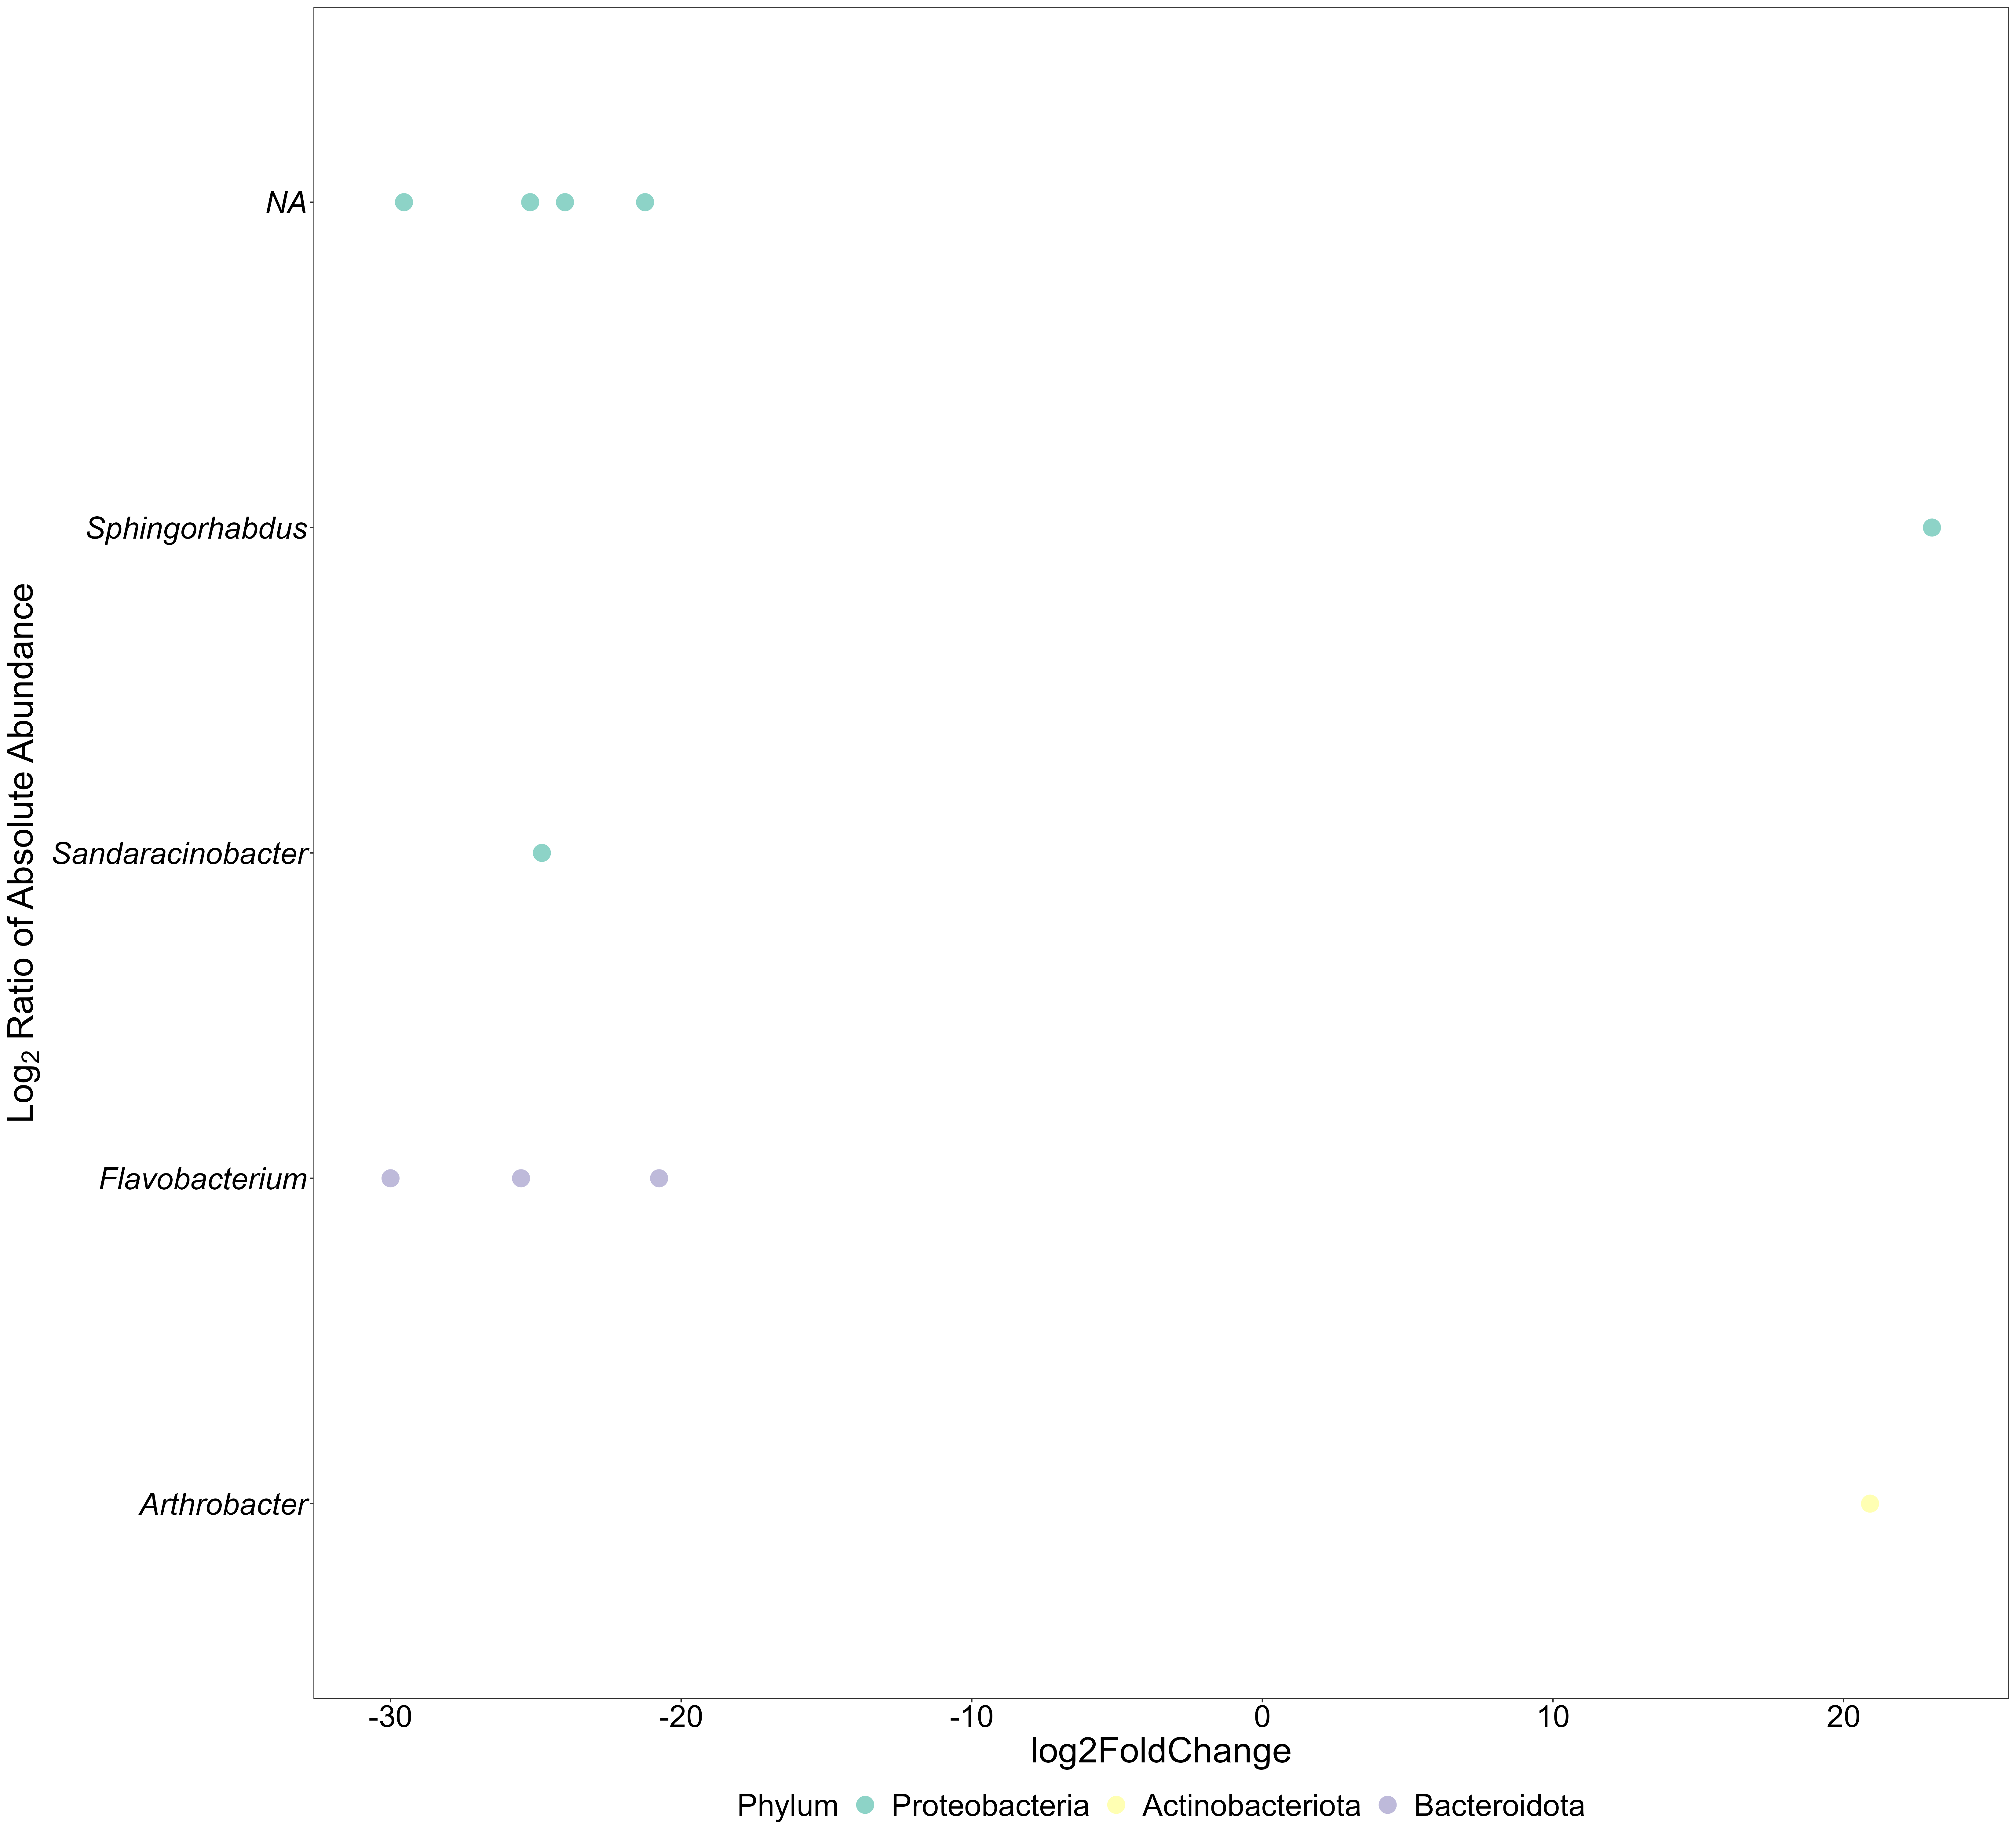 Log2 Ratio of Absolute Abundance
NA
Sphingorhabdus
Sandaracinobacter
Flavobacterium
Arthrobacter
-30 -20 -10 0 10 20
log2FoldChange
Phylum Proteobacteria Actinobacteriota Bacteroidota